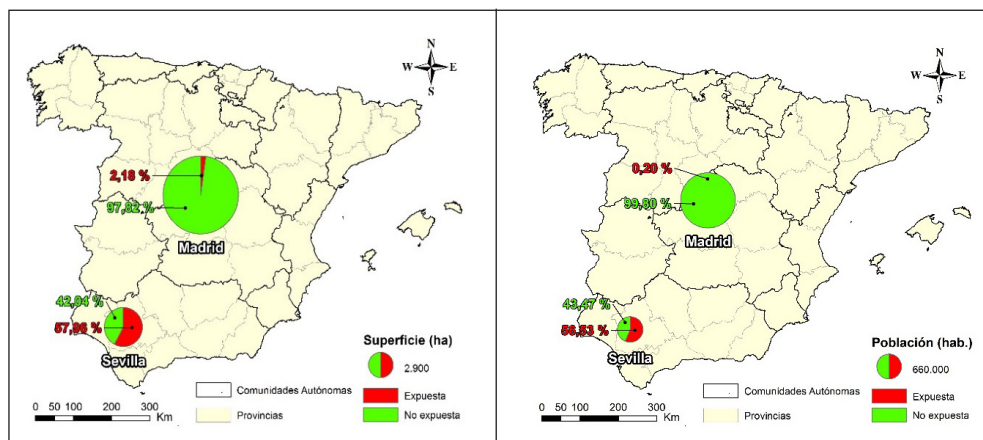 N
W E
S
2,18 %
97,82 %
Madrid
42,04 %
57,96 %
Sevilla
Superficie (ha)
2.900
Comunidades Autónomas
Expuesta
Provincias
No expuesta
0 50 100 200 300
Km
N
W E
S
0,20 %
99,80 %
Madrid
43,47 %
56,53 %
Sevilla
Población (hab.)
660.000
Comunidades Autónomas
Expuesta
Provincias
No expuesta
0 50 100 200 300
Km